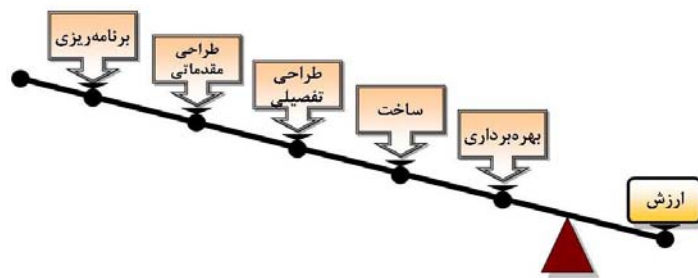 برنامه‌ریزی
طراحی
مقدماتی
طراحی
تفصیلی
ساخت
بهره‌برداری
ارزش